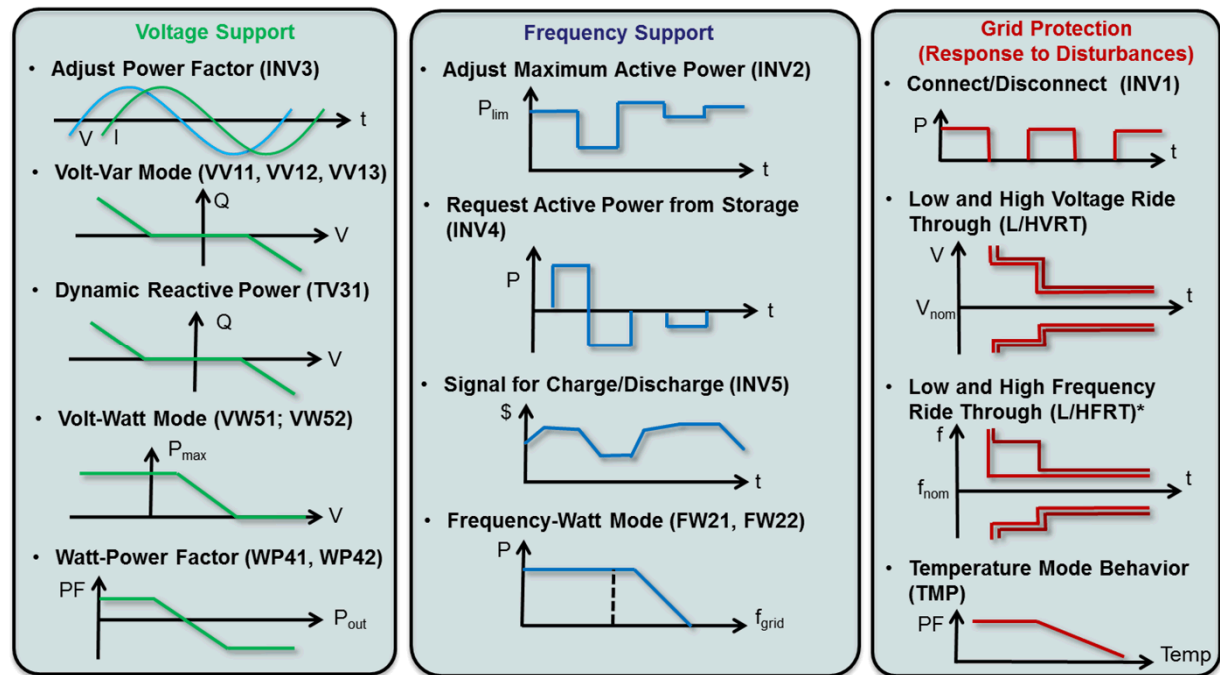 Voltage Support
• Adjust Power Factor (INV3)
t
V I
• Volt-Var Mode (VV11, VV12, VV13)
Q
V
• Dynamic Reactive Power (TV31)
Q
V
• Volt-Watt Mode (VW51; VW52)
Pmax
V
• Watt-Power Factor (WP41, WP42)
PF
Pout
Frequency Support
• Adjust Maximum Active Power (INV2)
Plim
t
• Request Active Power from Storage
(INV4)
P
t
• Signal for Charge/Discharge (INV5)
$
t
• Frequency-Watt Mode (FW21, FW22)
P
fgrid
Grid Protection
(Response to Disturbances)
• Connect/Disconnect (INV1)
P
t
• Low and High Voltage Ride
Through (L/HVRT)
V
t
Vnom
• Low and High Frequency
Ride Through (L/HFRT)*
f
t
fnom
• Temperature Mode Behavior
(TMP)
PF
Temp